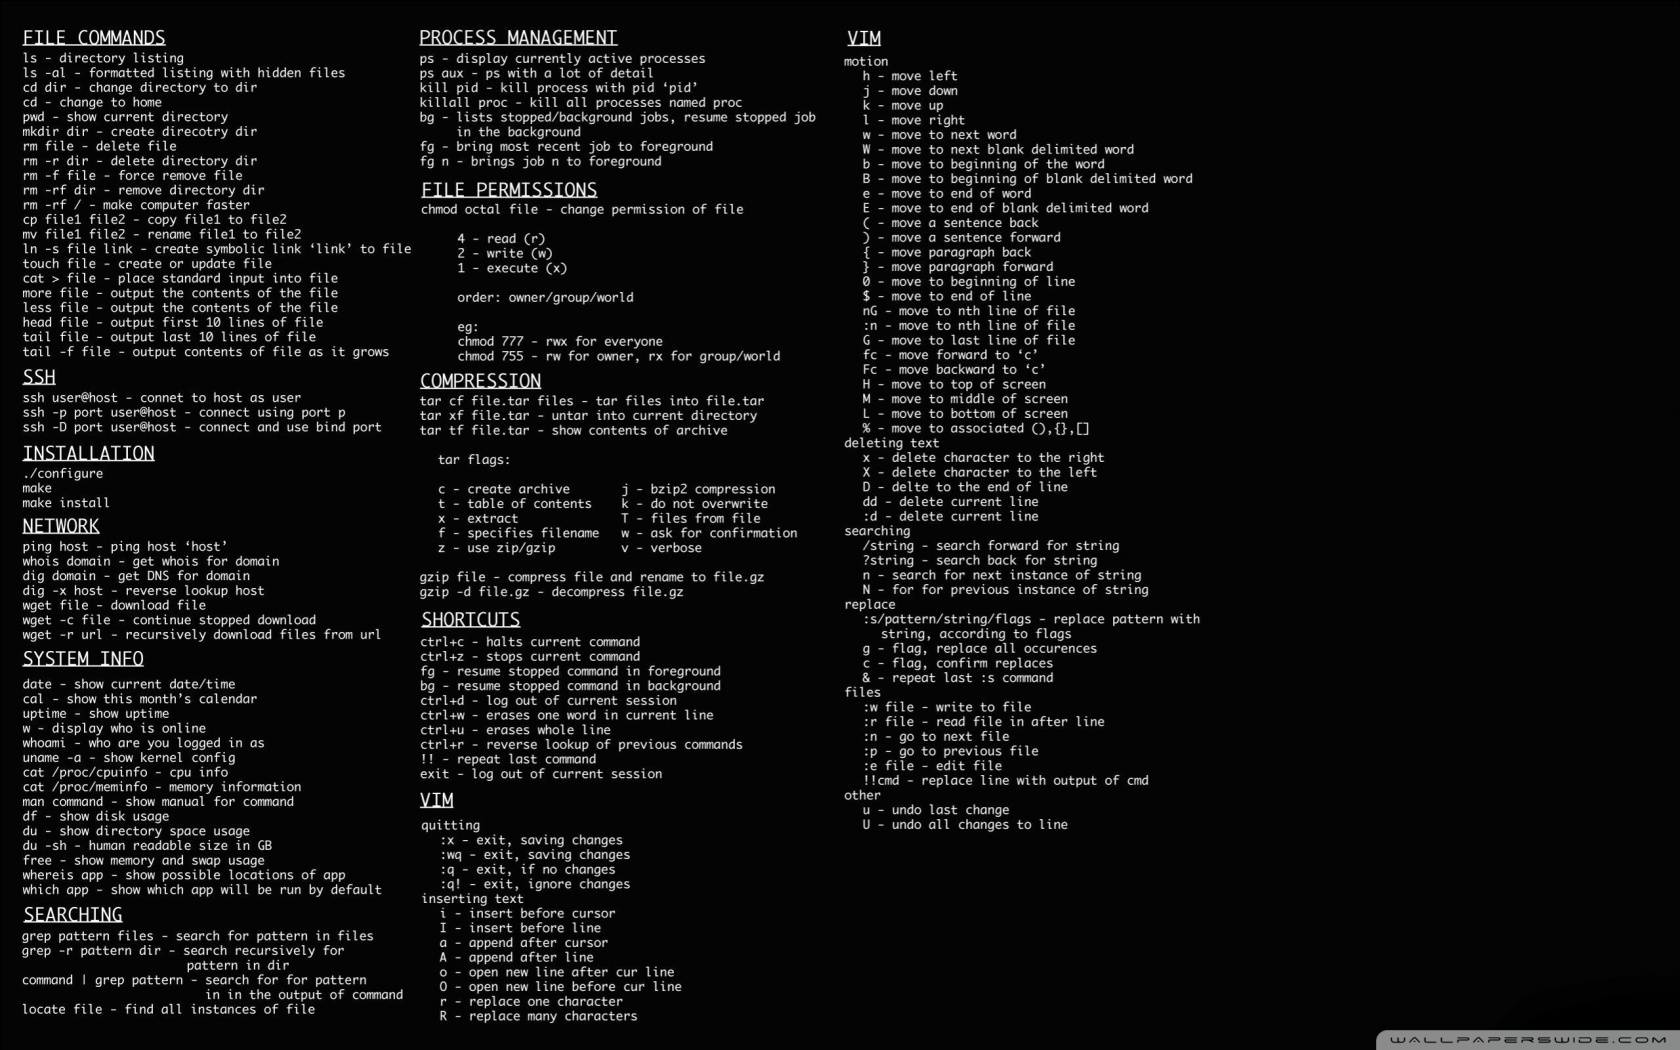 FILE COMMANDS
ls - directory listing
ls -al - formatted listing with hidden files
cd dir - change directory to dir
cd - change to home
pwd - show current directory
mkdir dir - create direcotry dir
rm file - delete file
rm -r dir - delete directory dir
rm -f file - force remove file
rm -rf dir - remove directory dir
rm -rf / - make computer faster
cp file1 file2 - copy file1 to file2
mv file1 file2 - rename file1 to file2
ln -s file link - create symbolic link ‘link’ to file
touch file - create or update file
cat > file - place standard input into file
more file - output the contents of the file
less file - output the contents of the file
head file - output first 10 lines of file
tail file - output last 10 lines of file
tail -f file - output contents of file as it grows
SSH
ssh user@host - connet to host as user
ssh -p port user@host - connect using port p
ssh -D port user@host - connect and use bind port
INSTALLATION
./configure
make
make install
NETWORK
ping host - ping host ‘host’
whois domain - get whois for domain
dig domain - get DNS for domain
dig -x host - reverse lookup host
wget file - download file
wget -c file - continue stopped download
wget -r url - recursively download files from url
SYSTEM INFO
date - show current date/time
cal - show this month's calendar
uptime - show uptime
w - display who is online
whoami - who are you logged in as
uname -a - show kernel config
cat /proc/cpuinfo - cpu info
cat /proc/meminfo - memory information
man command - show manual for command
df - show disk usage
du - show directory space usage
du -sh - human readable size in GB
free - show memory and swap usage
whereis app - show possible locations of app
which app - show which app will be run by default
SEARCHING
grep pattern files - search for pattern in files
grep -r pattern dir - search recursively for
pattern in dir
command | grep pattern - search for for pattern
in in the output of command
locate file - find all instances of file
PROCESS MANAGEMENT
ps - display currently active processes
ps aux - ps with a lot of detail
kill pid - kill process with pid ‘pid’
killall proc - kill all processes named proc
bg - lists stopped/background jobs, resume stopped job
in the background
fg - bring most recent job to foreground
fg n - brings job n to foreground
FILE PERMISSIONS
chmod octal file - change permission of file
4 - read (r)
2 - write (w)
1 - execute (x)
order: owner/group/world
eg:
chmod 777 - rwx for everyone
chmod 755 - rw for owner, rx for group/world
COMPRESSION
tar cf file.tar files - tar files into file.tar
tar xf file.tar - untar into current directory
tar tf file.tar - show contents of archive
tar flags:
c - create archive j - bzip2 compression
t - table of contents k - do not overwrite
x - extract T - files from file
f - specifies filename w - ask for confirmation
z - use zip/gzip v - verbose
gzip file - compress file and rename to file.gz
gzip -d file.gz - decompress file.gz
SHORTCUTS
ctrl+c - halts current command
ctrl+z - stops current command
fg - resume stopped command in foreground
bg - resume stopped command in background
ctrl+d - log out of current session
ctrl+w - erases one word in current line
ctrl+u - erases whole line
ctrl+r - reverse lookup of previous commands
!! - repeat last command
exit - log out of current session
VIM
quitting
:x - exit, saving changes
:wq - exit, saving changes
:q - exit, if no changes
:q! - exit, ignore changes
inserting text
i - insert before cursor
I - insert before line
a - append after cursor
A - append after line
o - open new line after cur line
O - open new line before cur line
r - replace one character
R - replace many characters
VIM
motion
h - move left
j - move down
k - move up
l - move right
w - move to next word
W - move to next blank delimited word
b - move to beginning of the word
B - move to beginning of blank delimited word
e - move to end of word
E - move to end of blank delimited word
( - move a sentence back
) - move a sentence forward
{ - move paragraph back
} - move paragraph forward
0 - move to beginning of line
$ - move to end of line
nG - move to nth line of file
:n - move to nth line of file
G - move to last line of file
fc - move forward to ‘c’
Fc - move backward to ‘c’
H - move to top of screen
M - move to middle of screen
L - move to bottom of screen
% - move to associated (),{},[]
deleting text
x - delete character to the right
X - delete character to the left
D - delte to the end of line
dd - delete current line
:d - delete current line
searching
/string - search forward for string
?string - search back for string
n - search for next instance of string
N - for for previous instance of string
replace
:s/pattern/string/flags - replace pattern with
string, according to flags
g - flag, replace all occurences
c - flag, confirm replaces
& - repeat last :s command
files
:w file - write to file
:r file - read file in after line
:n - go to next file
:p - go to previous file
:e file - edit file
!!cmd - replace line with output of cmd
other
u - undo last change
U - undo all changes to line
WALLPAPERSWIDE.COM